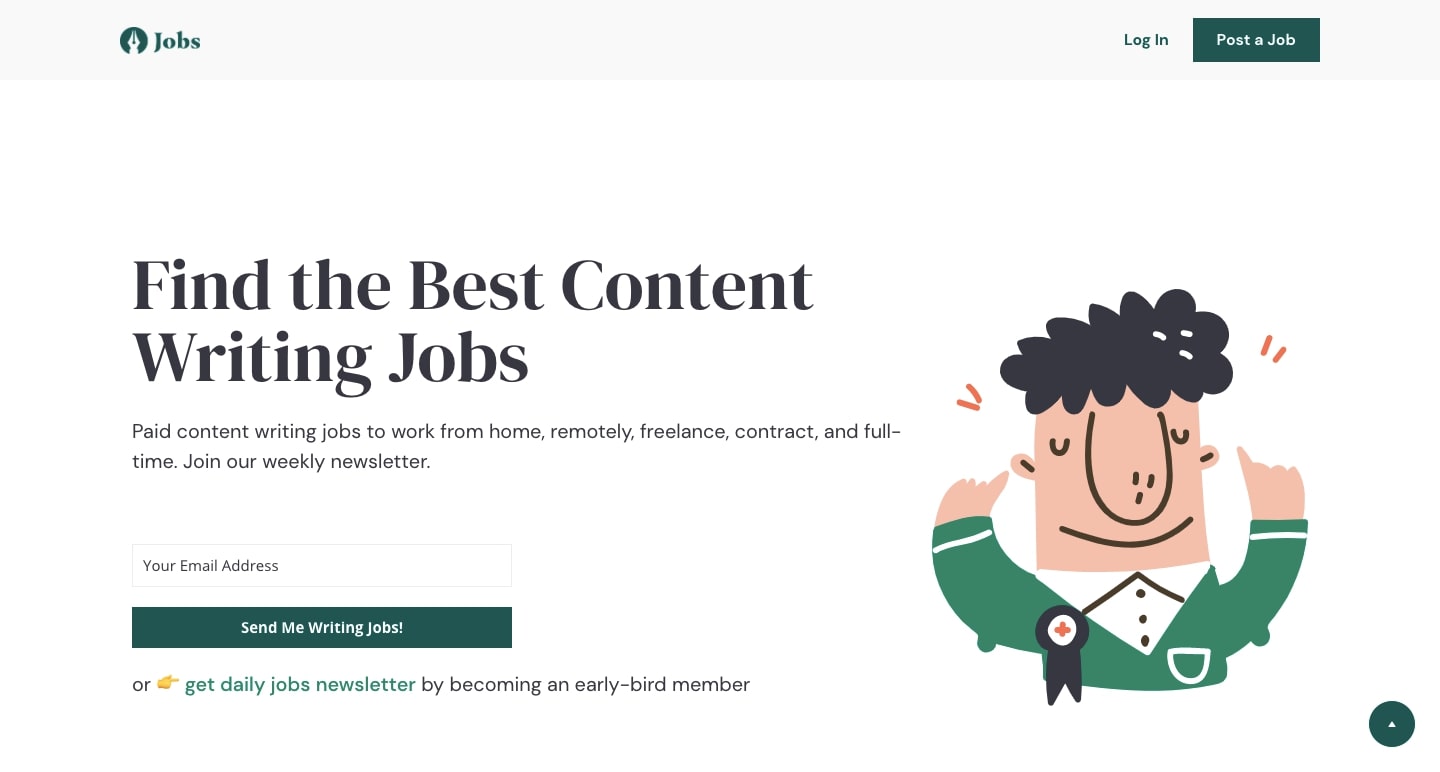 Jobs
Log In
Post a Job
Find the Best Content
Writing Jobs
Paid content writing jobs to work from home, remotely, freelance, contract, and full-
time. Join our weekly newsletter.
Your Email Address
Send Me Writing Jobs!
or 👉 get daily jobs newsletter by becoming an early-bird member